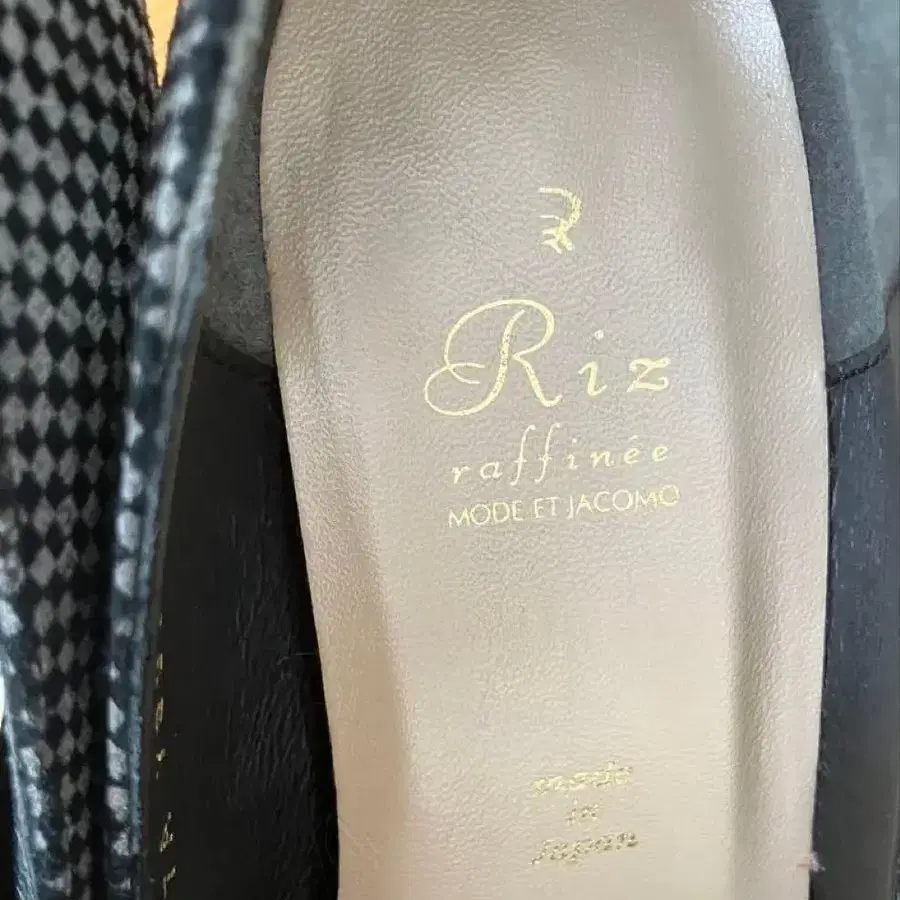 Riz
raffinée
MODE ET JACOMO
made
in
Japan